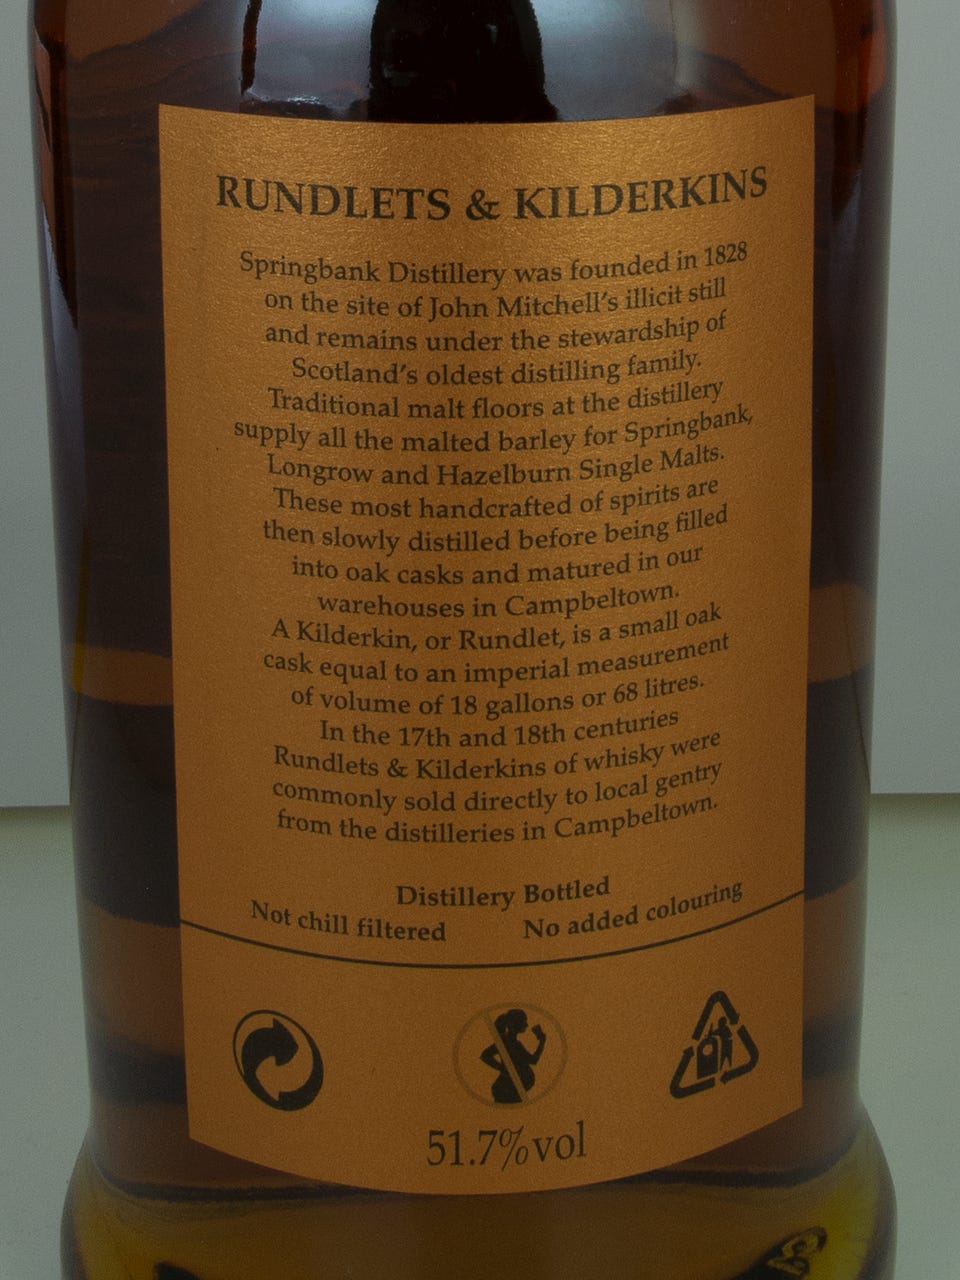 RUNDLETS & KILDERKINS
Springbank Distillery was founded in 1828
on the site of John Mitchell's illicit still
and remains under the stewardship of
Scotland's oldest distilling family.
Traditional malt floors at the distillery
supply all the malted barley for Springbank,
Longrow and Hazelburn Single Malts.
These most handcrafted of spirits are
then slowly distilled before being filled
into oak casks and matured in our
warehouses in Campbeltown.
A Kilderkin, or Rundlet, is a small oak
cask equal to an imperial measurement
of volume of 18 gallons or 68 litres.
In the 17th and 18th centuries
Rundlets & Kilderkins of whisky were
commonly sold directly to local gentry
from the distilleries in Campbeltown.
Distillery Bottled
Not chill filtered No added colouring
51.7%vol